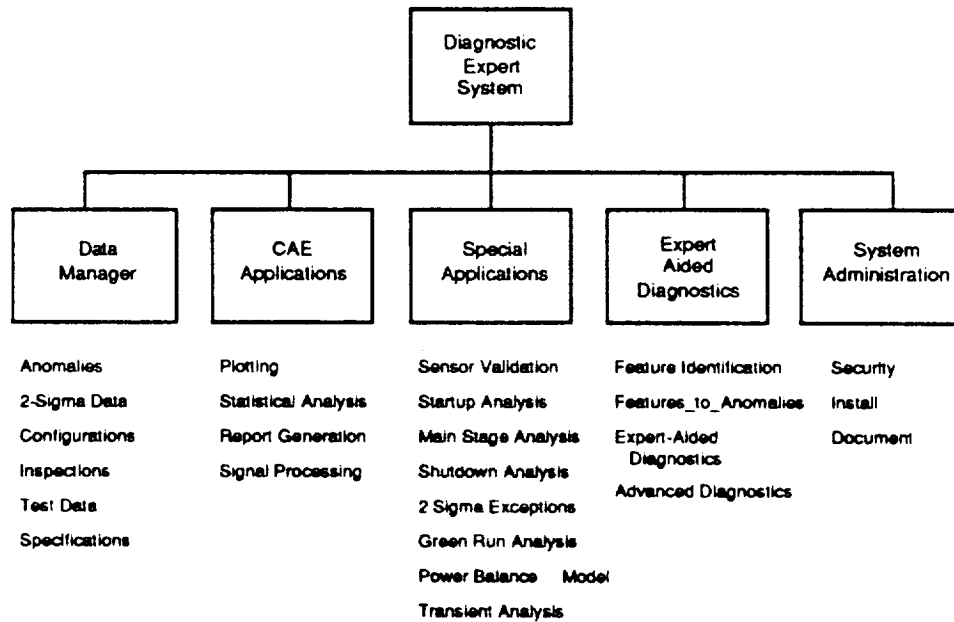 Diagnostic
Expert
System
Data
Manager
CAE
Applications
Special
Applications
Expert
Aided
Diagnostics
System
Administration
Anomalies
2-Sigma Data
Configurations
Inspections
Test Data
Specifications
Plotting
Statistical Analysis
Report Generation
Signal Processing
Sensor Validation
Startup Analysis
Main Stage Analysis
Shutdown Analysis
2 Sigma Exceptions
Green Run Analysis
Power Balance Model
Transient Analysis
Feature Identification
Features_to_Anomalies
Expert-Aided
Diagnostics
Advanced Diagnostics
Security
Install
Document